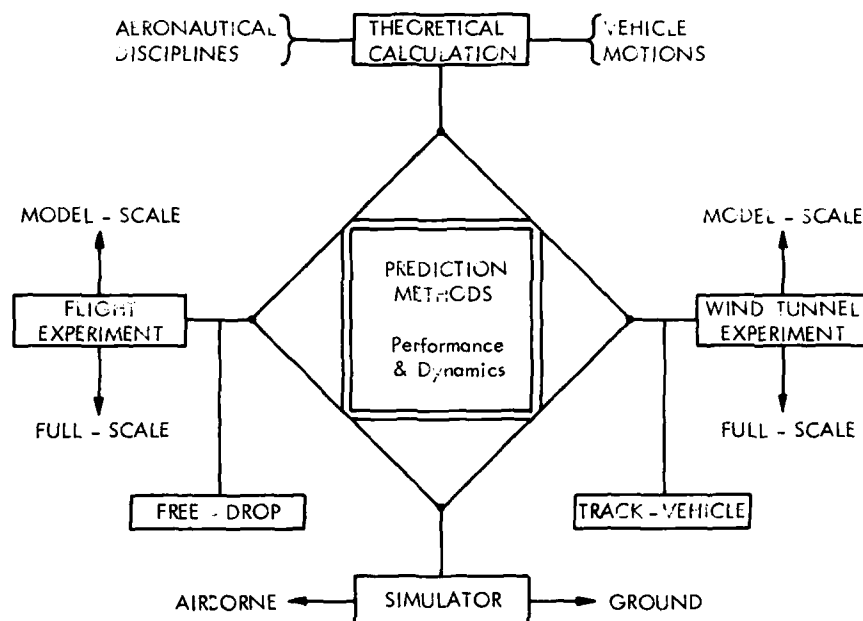 AERONAUTICAL
DISCIPLINES
THEORETICAL
CALCULATION
VEHICLE
MOTIONS
MODEL - SCALE
MODEL - SCALE
PREDICTION
METHODS
FLIGHT
EXPERIMENT
WIND TUNNEL
EXPERIMENT
Performance
& Dynamics
FULL - SCALE
FULL - SCALE
FREE - DROP
TRACK - VEHICLE
AIRBORNE
SIMULATOR
GROUND